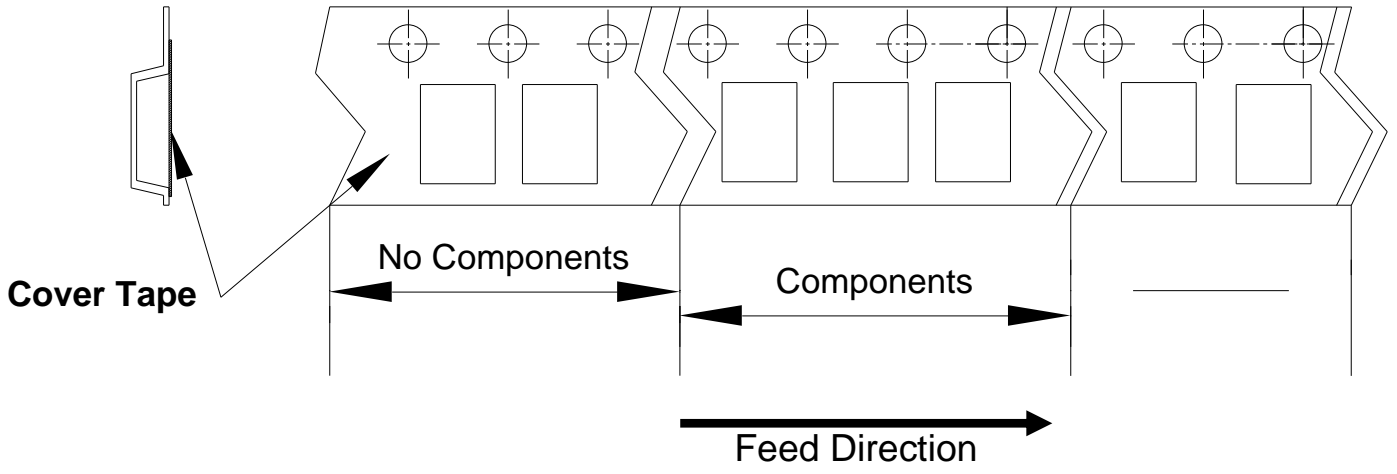 No Components
Components
Cover Tape
Feed Direction